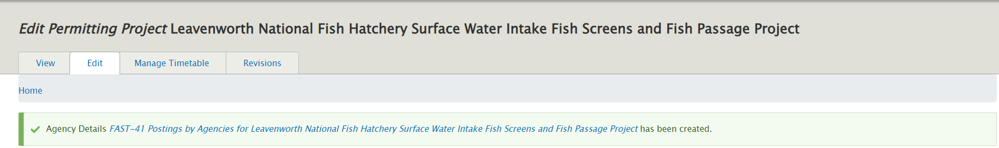 Edit Permitting Project Leavenworth National Fish Hatchery Surface Water Intake Fish Screens and Fish Passage Project
View Edit Manage Timetable Revisions
Home
Agency Details FAST-41 Postings by Agencies for Leavenworth National Fish Hatchery Surface Water Intake Fish Screens and Fish Passage Project has been created.